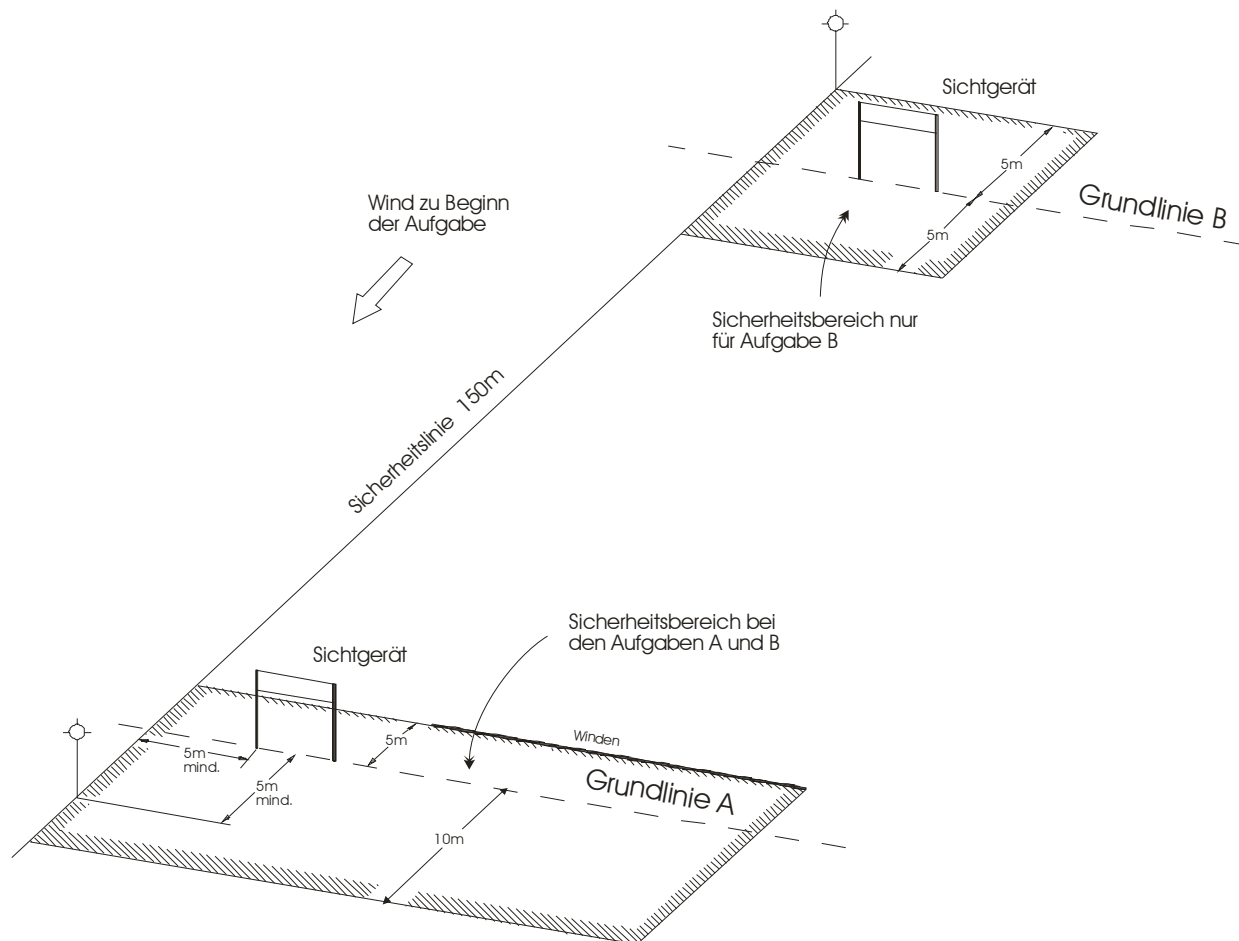 Sichtgerät
5m
Grundlinie B
5m
Wind zu Beginn
der Aufgabe
Sicherheitsbereich nur
für Aufgabe B
Sicherheitslinie 150m
Sicherheitsbereich bei
den Aufgaben A und B
Sichtgerät
5m
mind.
5m
Winden
Grundlinie A
5m
mind.
10m